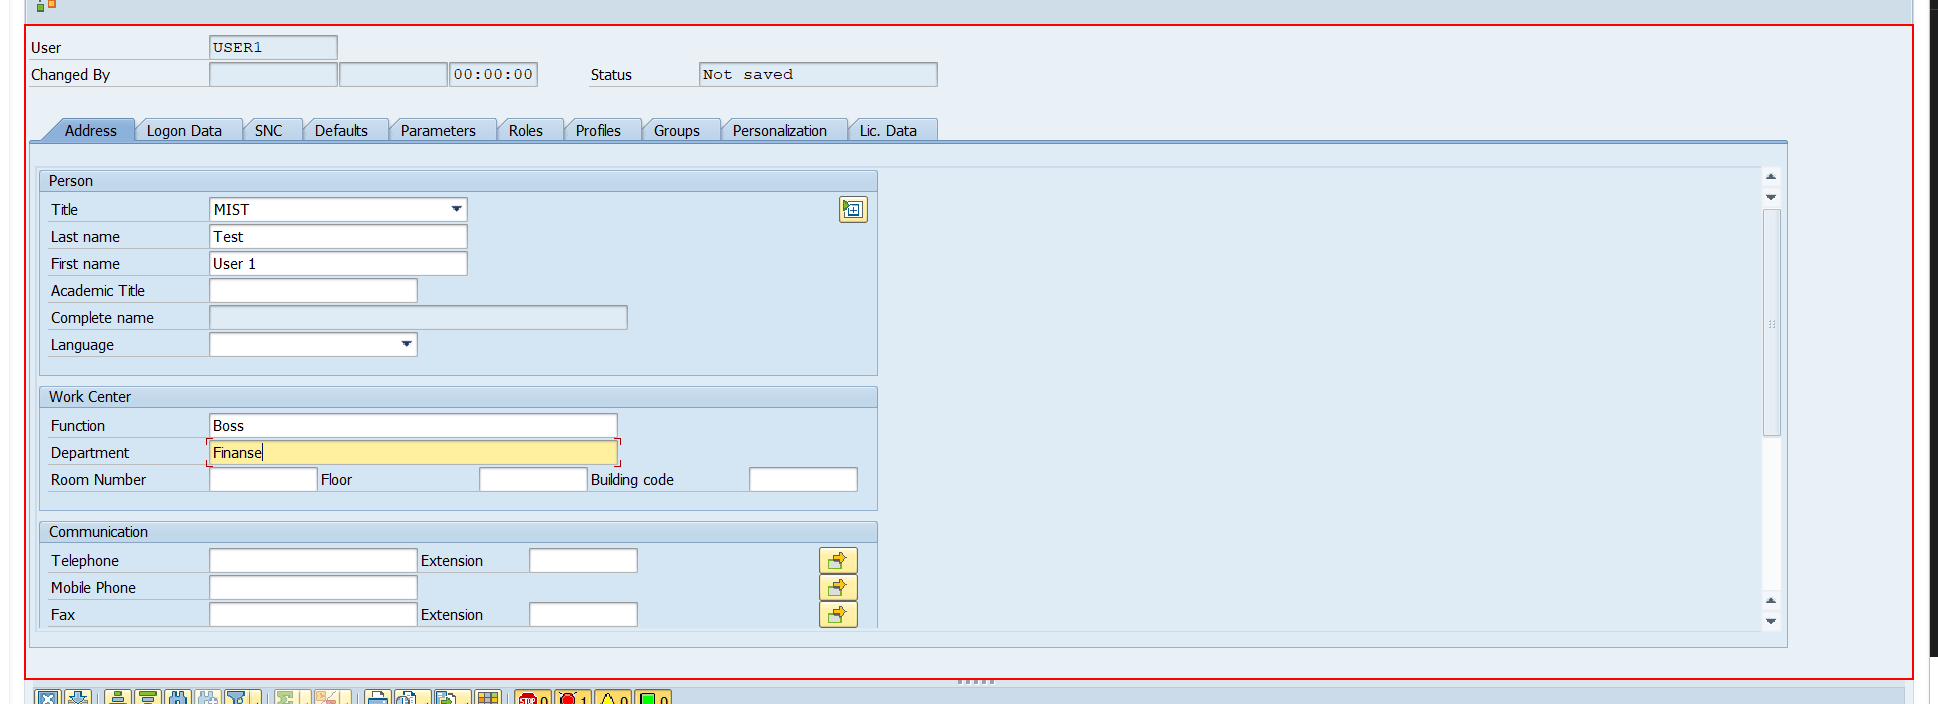 User USER1
Changed By 00:00:00 Status Not saved
Address Logon Data SNC Defaults Parameters Roles Profiles Groups Personalization Lic. Data
Person
Title MIST
Last name Test
First name User 1
Academic Title
Complete name
Language
Work Center
Function Boss
Department Finanse
Room Number Floor Building code
Communication
Telephone Extension
Mobile Phone
Fax Extension
0 1 0 0